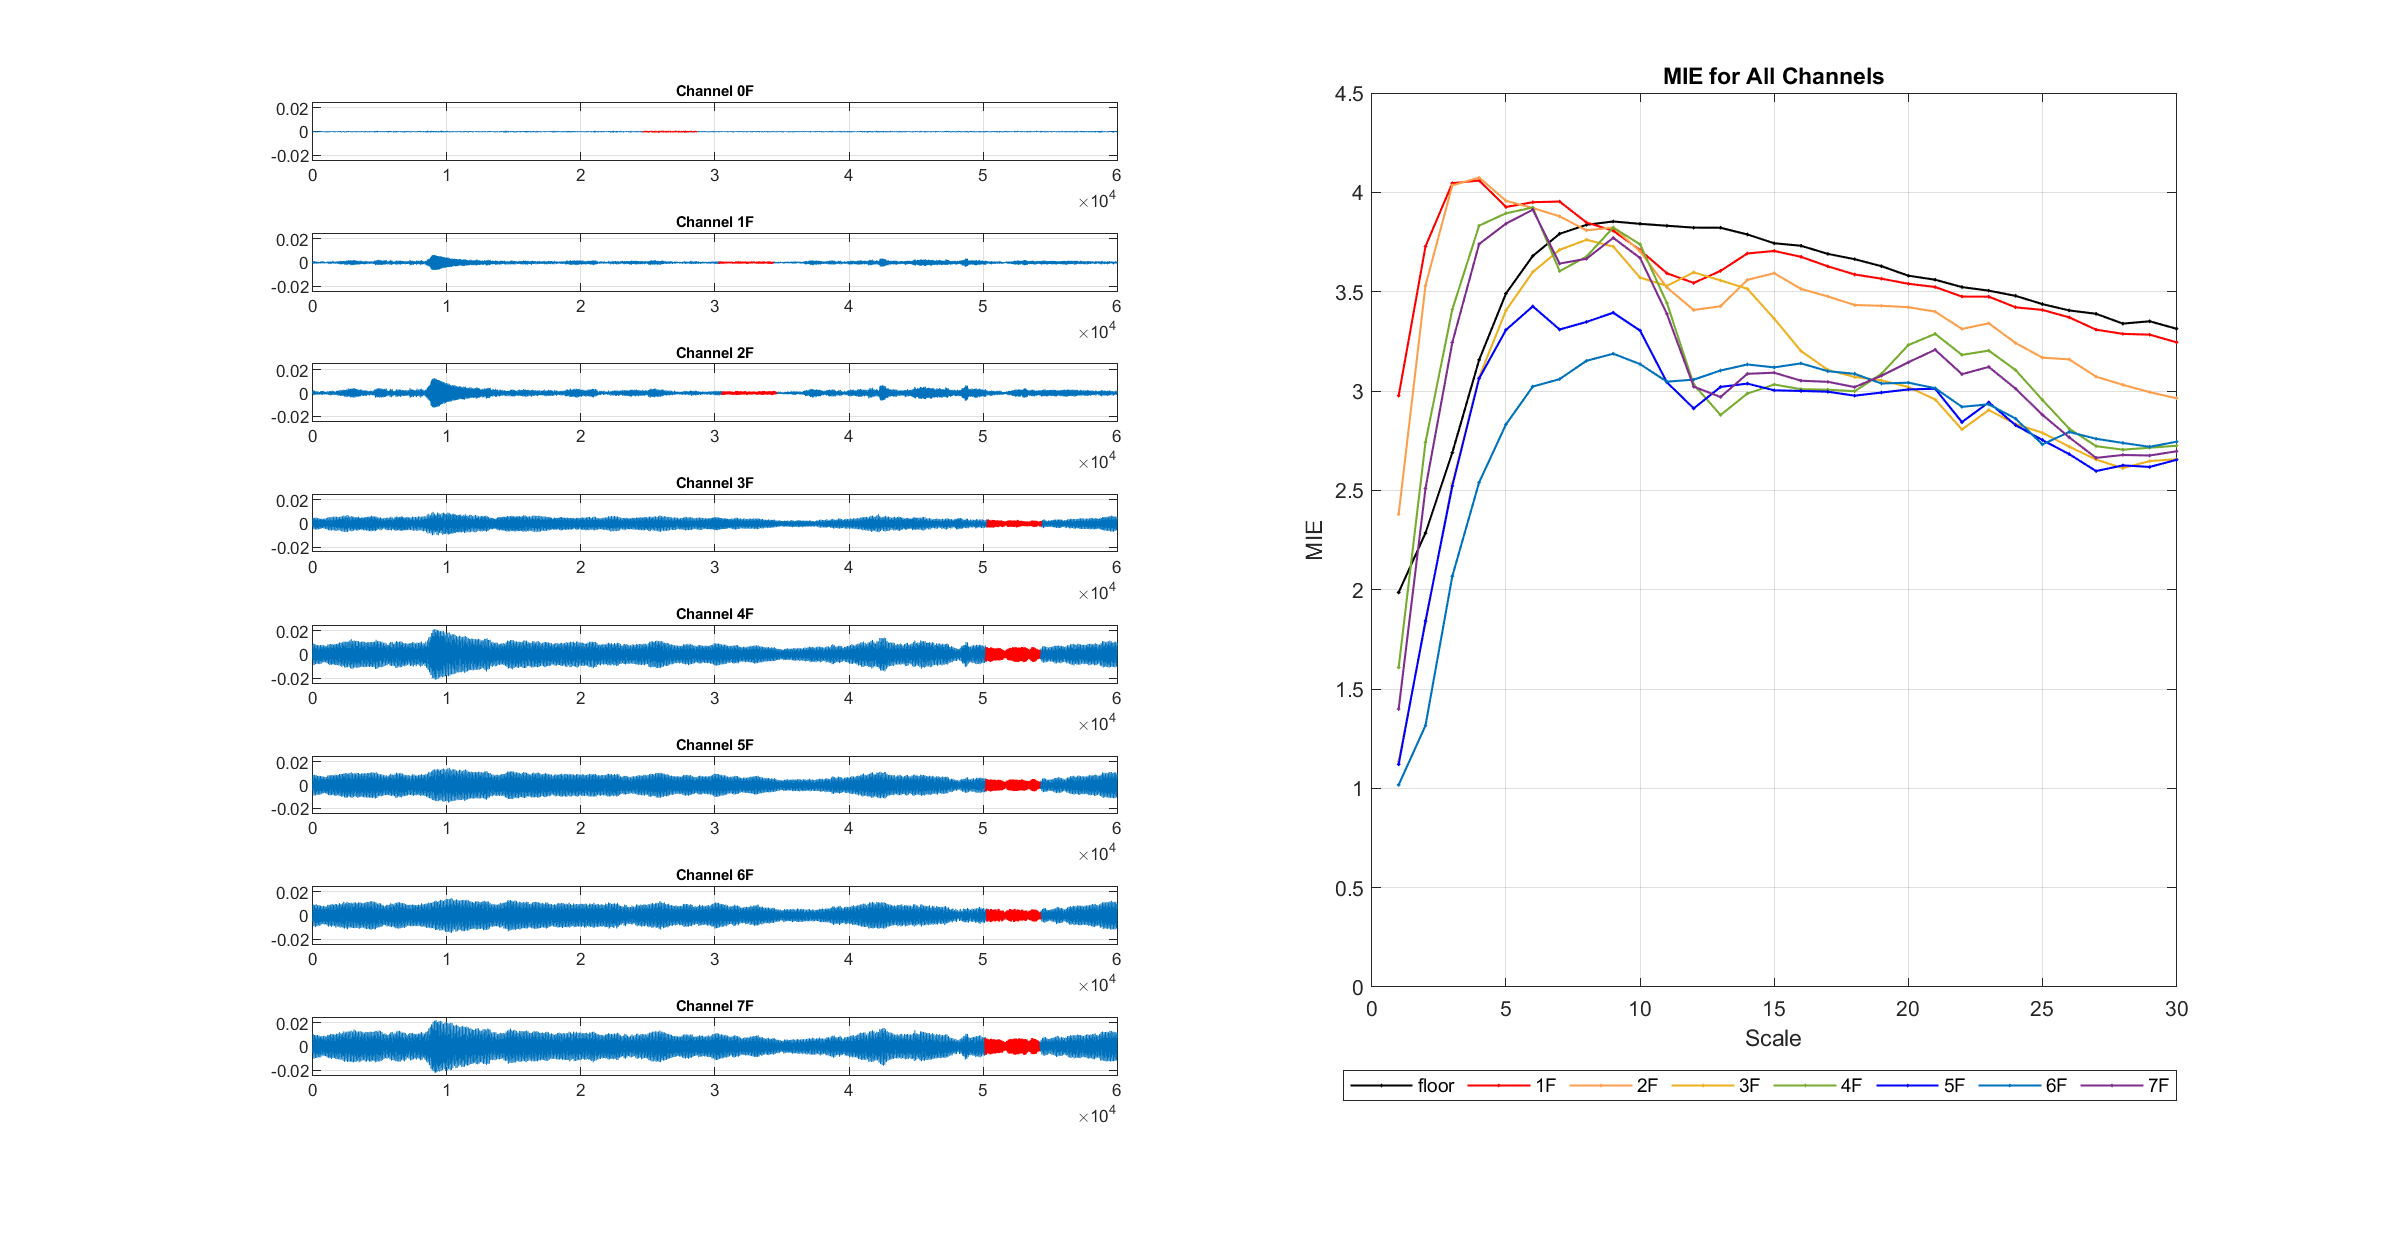 Channel 0F
0.02
0
-0.02
0 1 2 3 4 5 6
×10^4
Channel 1F
0.02
0
-0.02
0 1 2 3 4 5 6
×10^4
Channel 2F
0.02
0
-0.02
0 1 2 3 4 5 6
×10^4
Channel 3F
0.02
0
-0.02
0 1 2 3 4 5 6
×10^4
Channel 4F
0.02
0
-0.02
0 1 2 3 4 5 6
×10^4
Channel 5F
0.02
0
-0.02
0 1 2 3 4 5 6
×10^4
Channel 6F
0.02
0
-0.02
0 1 2 3 4 5 6
×10^4
Channel 7F
0.02
0
-0.02
0 1 2 3 4 5 6
×10^4
MIE for All Channels
4.5
4
3.5
3
2.5
2
1.5
1
0.5
0
MIE
0 5 10 15 20 25 30
Scale
floor 1F 2F 3F 4F 5F 6F 7F